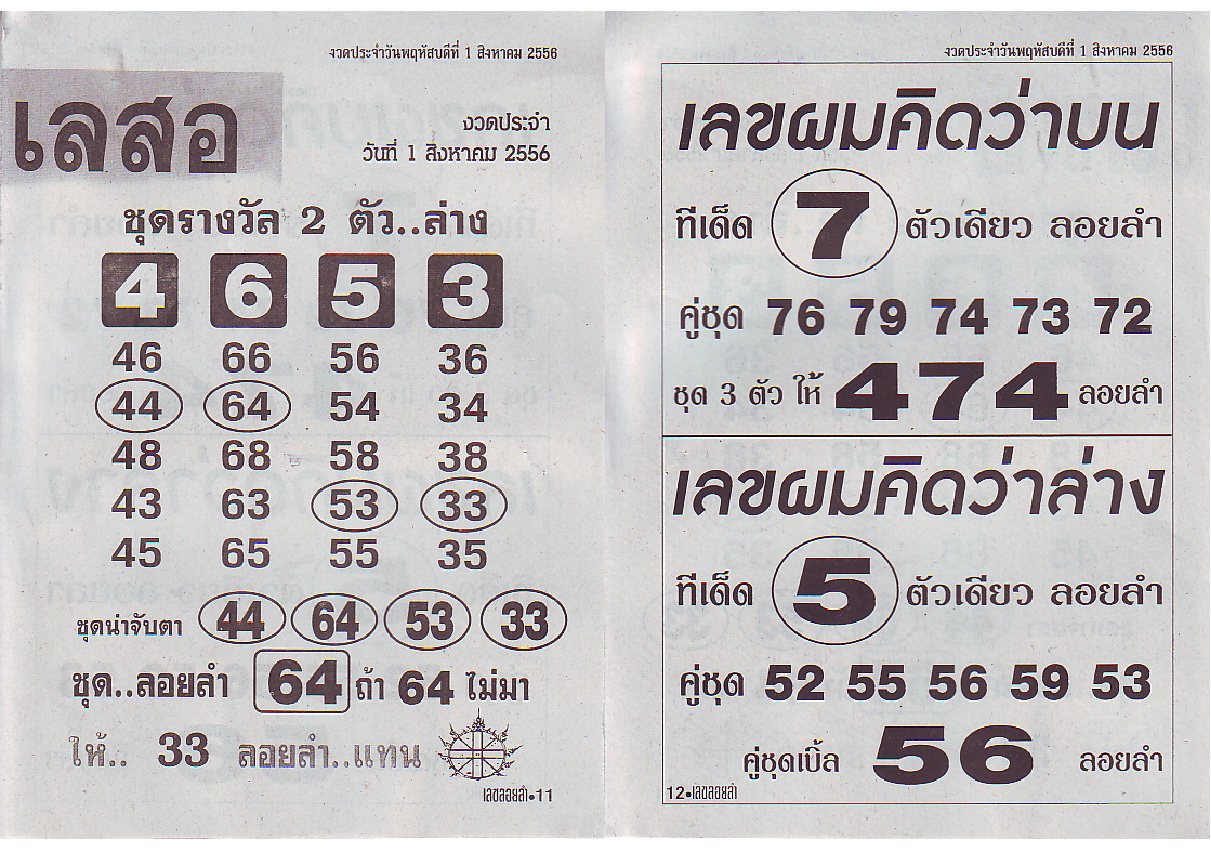 งวดประจำวันพฤหัสบดีที่ 1 สิงหาคม 2556
เลสอ
งวดประจำ
วันที่ 1 สิงหาคม 2556
ชุดรางวัล 2 ตัว..ล่าง
4 6 5 3
46 66 56 36
44 64 54 34
48 68 58 38
43 63 53 33
45 65 55 35
ชุดน่าจับตา 44 64 53 33
ชุด..ลอยลำ 64 ถ้า 64 ไม่มา
ให้.. 33 ลอยลำ..แทน
เลขลอยลำ•11
งวดประจำวันพฤหัสบดีที่ 1 สิงหาคม 2556
เลขผมคิดว่าบน
ทีเด็ด 7 ตัวเดียว ลอยลำ
คู่ชุด 76 79 74 73 72
ชุด 3 ตัว ให้ 474 ลอยลำ
เลขผมคิดว่าล่าง
ทีเด็ด 5 ตัวเดียว ลอยลำ
คู่ชุด 52 55 56 59 53
คู่ชุดเบิ้ล 56 ลอยลำ
12•เลขลอยลำ